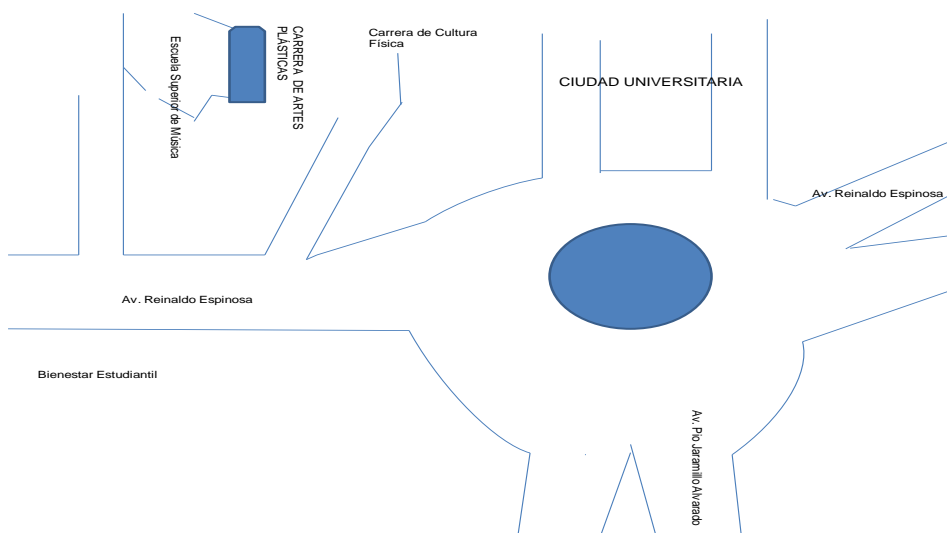 Escuela Superior de Música
CARRERA DE ARTES
PLÁSTICAS
Carrera de Cultura
Física
CIUDAD UNIVERSITARIA
Av. Reinaldo Espinosa
Av. Reinaldo Espinosa
Bienestar Estudiantil
Av. Pio Jaramillo Alvarado